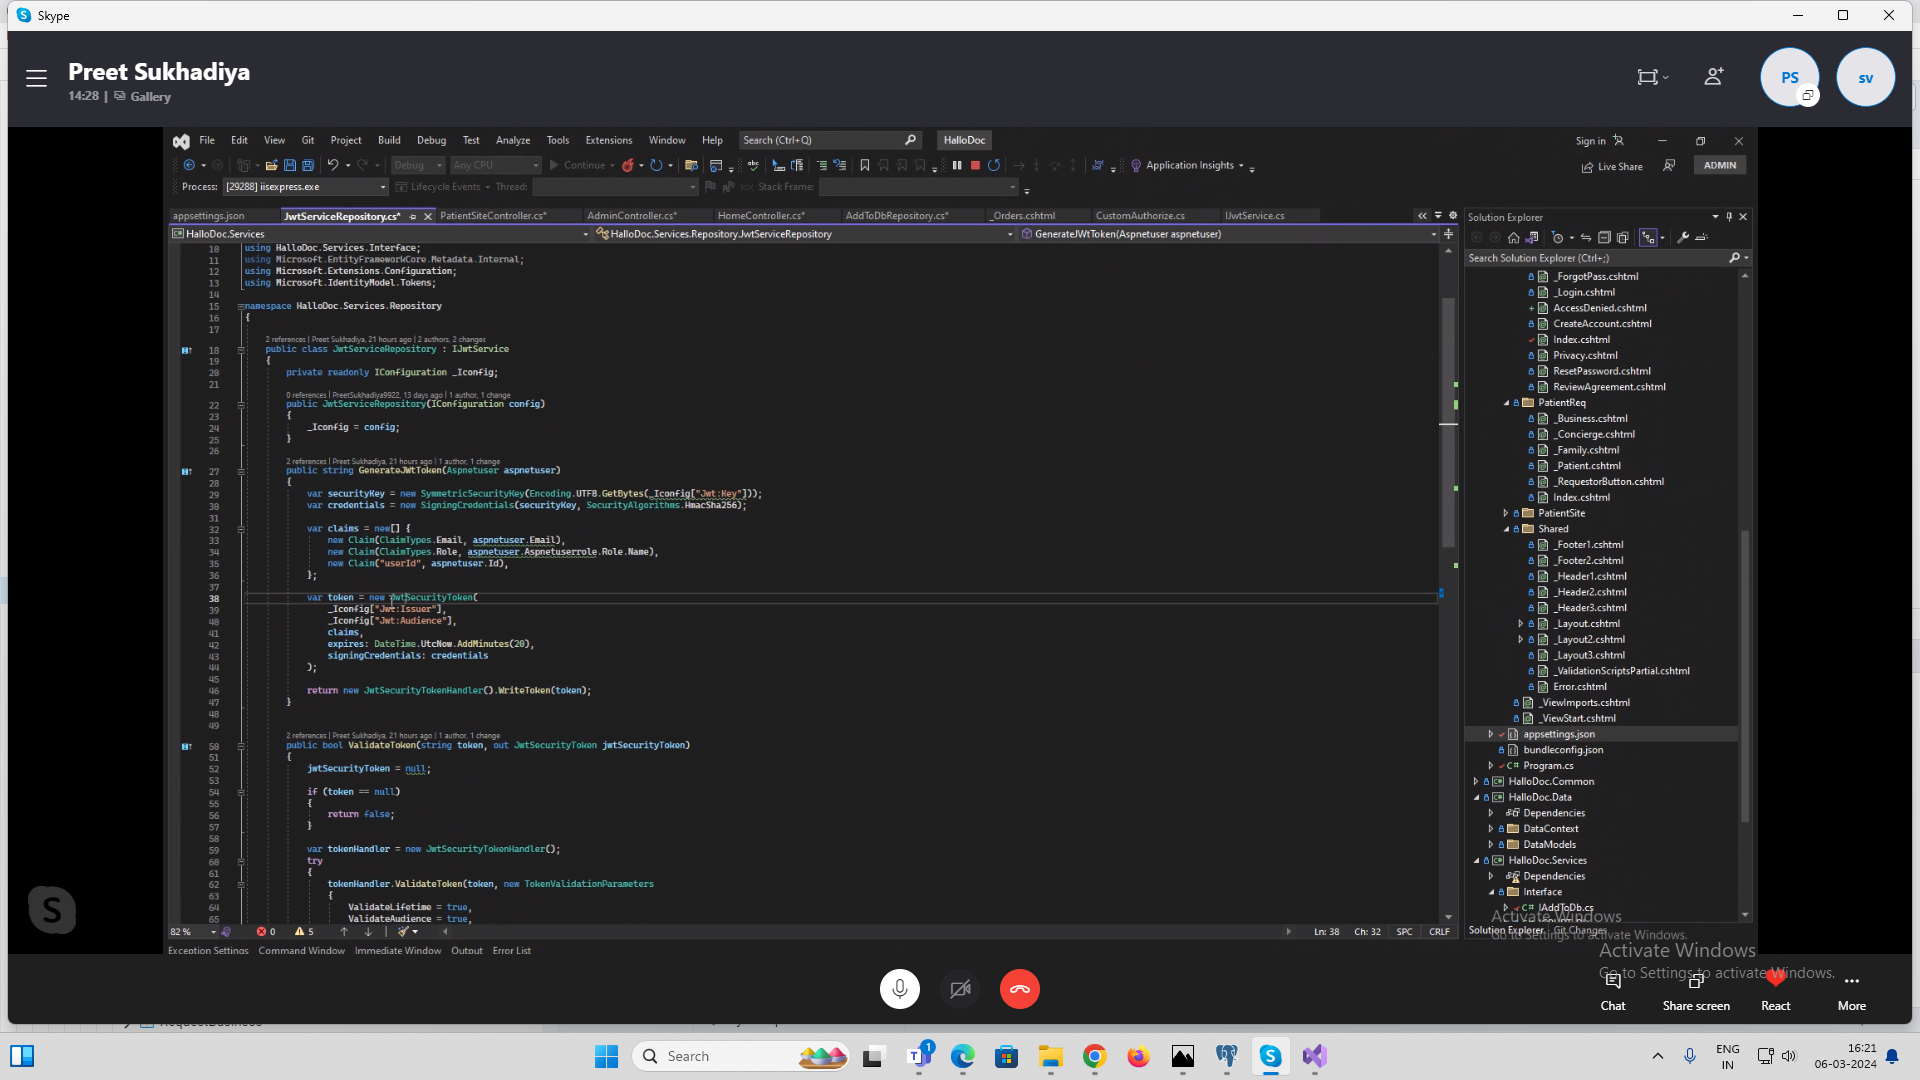 Skype
Preet Sukhadiya
14:28 | Gallery
PS
sv
File Edit View Git Project Build Debug Test Analyze Tools Extensions Window Help Search (Ctrl+Q) HalloDoc Sign in
Debug Any CPU Continue Application Insights Live Share ADMIN
Process: [29288] iisexpress.exe Lifecycle Events Thread: Stack Frame:
appsettings.json JwtServiceRepository.cs* PatientSiteController.cs* AdminController.cs* HomeController.cs* AddToDbRepository.cs* _Orders.cshtml CustomAuthorize.cs IJwtService.cs
HalloDoc.Services HalloDoc.Services.Repository.JwtServiceRepository GenerateJWtToken(Aspnetuser aspnetuser)
10 using HalloDoc.Services.Interface;
11 using Microsoft.EntityFrameworkCore.Metadata.Internal;
12 using Microsoft.Extensions.Configuration;
13 using Microsoft.IdentityModel.Tokens;
14
15 namespace HalloDoc.Services.Repository
16 {
17
2 references | Preet Sukhadiya, 21 hours ago | 2 authors, 2 changes
18 public class JwtServiceRepository : IJwtService
19 {
20 private readonly IConfiguration _Iconfig;
21
0 references | PreetSukhadiya9922, 13 days ago | 1 author, 1 change
22 public JwtServiceRepository(IConfiguration config)
23 {
24 _Iconfig = config;
25 }
26
2 references | Preet Sukhadiya, 21 hours ago | 1 author, 1 change
27 public string GenerateJWtToken(Aspnetuser aspnetuser)
28 {
29 var securityKey = new SymmetricSecurityKey(Encoding.UTF8.GetBytes(_Iconfig["Jwt:Key"]));
30 var credentials = new SigningCredentials(securityKey, SecurityAlgorithms.HmacSha256);
31
32 var claims = new[] {
33 new Claim(ClaimTypes.Email, aspnetuser.Email),
34 new Claim(ClaimTypes.Role, aspnetuser.Aspnetuserrole.Role.Name),
35 new Claim("userId", aspnetuser.Id),
36 };
37
38 var token = new JwtSecurityToken(
39 _Iconfig["Jwt:Issuer"],
40 _Iconfig["Jwt:Audience"],
41 claims,
42 expires: DateTime.UtcNow.AddMinutes(20),
43 signingCredentials: credentials
44 );
45
46 return new JwtSecurityTokenHandler().WriteToken(token);
47 }
48
49
2 references | Preet Sukhadiya, 21 hours ago | 1 author, 1 change
50 public bool ValidateToken(string token, out JwtSecurityToken jwtSecurityToken)
51 {
52 jwtSecurityToken = null;
53
54 if (token == null)
55 {
56 return false;
57 }
58
59 var tokenHandler = new JwtSecurityTokenHandler();
60 try
61 {
62 tokenHandler.ValidateToken(token, new TokenValidationParameters
63 {
64 ValidateLifetime = true,
65 ValidateAudience = true,
82 % 0 5 Ln: 38 Ch: 32 SPC CRLF
Exception Settings Command Window Immediate Window Output Error List
Solution Explorer
Search Solution Explorer (Ctrl+;)
_ForgotPass.cshtml
_Login.cshtml
AccessDenied.cshtml
CreateAccount.cshtml
Index.cshtml
Privacy.cshtml
ResetPassword.cshtml
ReviewAgreement.cshtml
PatientReq
_Business.cshtml
_Concierge.cshtml
_Family.cshtml
_Patient.cshtml
_RequestorButton.cshtml
Index.cshtml
PatientSite
Shared
_Footer1.cshtml
_Footer2.cshtml
_Header1.cshtml
_Header2.cshtml
_Header3.cshtml
_Layout.cshtml
_Layout2.cshtml
_Layout3.cshtml
_ValidationScriptsPartial.cshtml
Error.cshtml
_ViewImports.cshtml
_ViewStart.cshtml
appsettings.json
bundleconfig.json
C# Program.cs
HalloDoc.Common
HalloDoc.Data
Dependencies
DataContext
DataModels
HalloDoc.Services
Dependencies
Interface
C# IAddToDb.cs
Activate Windows
Go to Settings to activate Windows.
Solution Explorer Git Changes
Activate Windows
Go to Settings to activate Windows.
Chat Share screen React More
Search
1
ENG
IN
16:21
06-03-2024